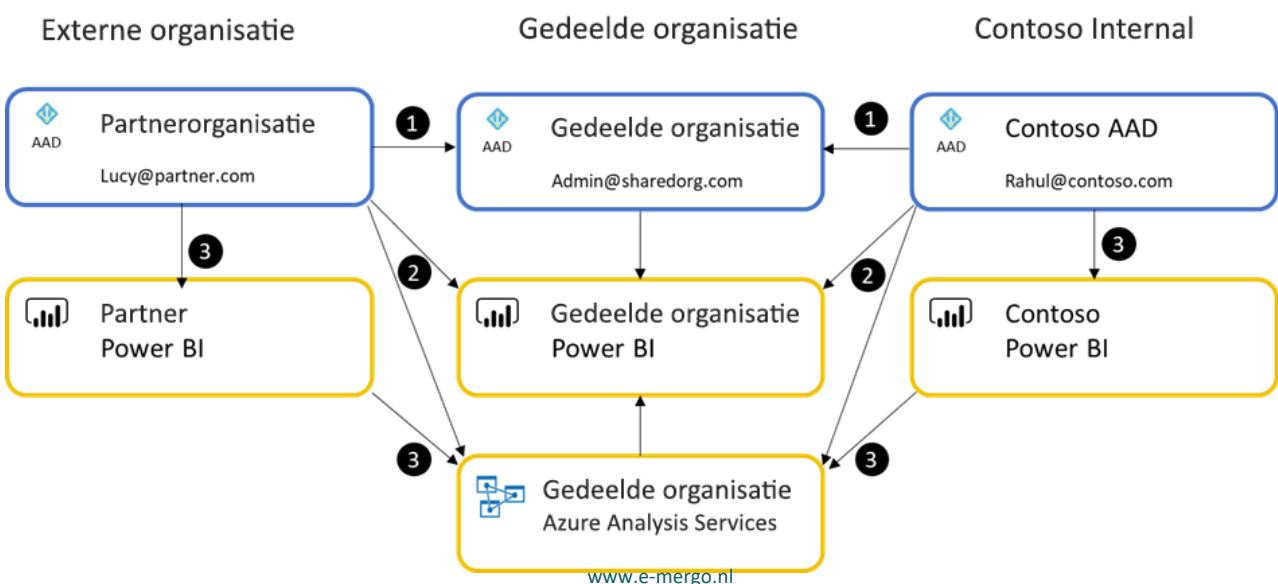 Externe organisatie
Gedeelde organisatie
Contoso Internal
AAD
Partnerorganisatie
Lucy@partner.com
1
AAD
Gedeelde organisatie
Admin@sharedorg.com
1
AAD
Contoso AAD
Rahul@contoso.com
3
2
2
3
Partner
Power BI
Gedeelde organisatie
Power BI
Contoso
Power BI
3
3
Gedeelde organisatie
Azure Analysis Services
www.e-mergo.nl